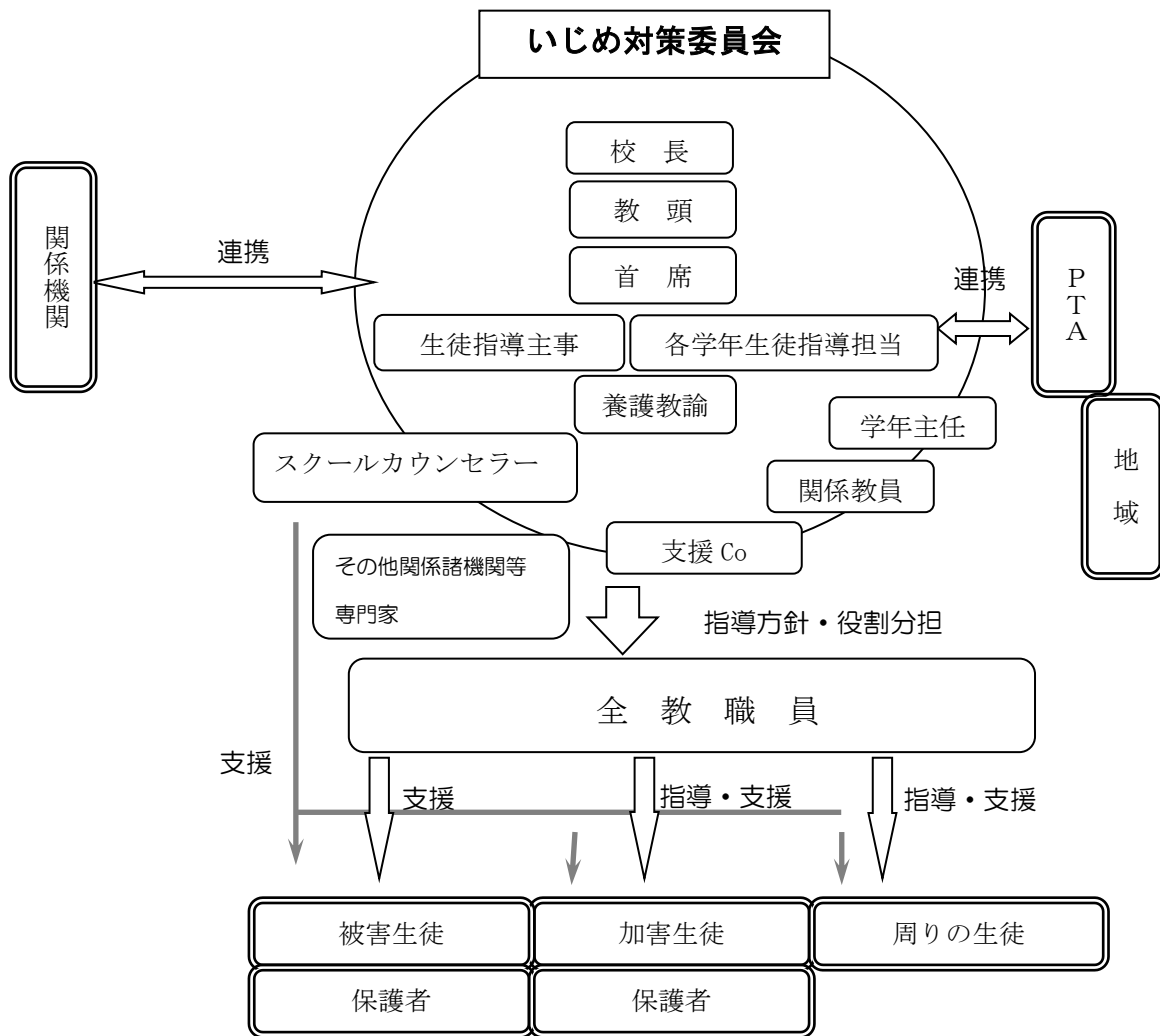 いじめ対策委員会
校 長
教 頭
首 席
関係機関
連携
連携
PTA
生徒指導主事
各学年生徒指導担当
養護教諭
学年主任
地 域
スクールカウンセラー
関係教員
支援 Co
その他関係諸機関等
専門家
指導方針・役割分担
全 教 職 員
支援
支援
指導・支援
指導・支援
被害生徒
加害生徒
周りの生徒
保護者
保護者